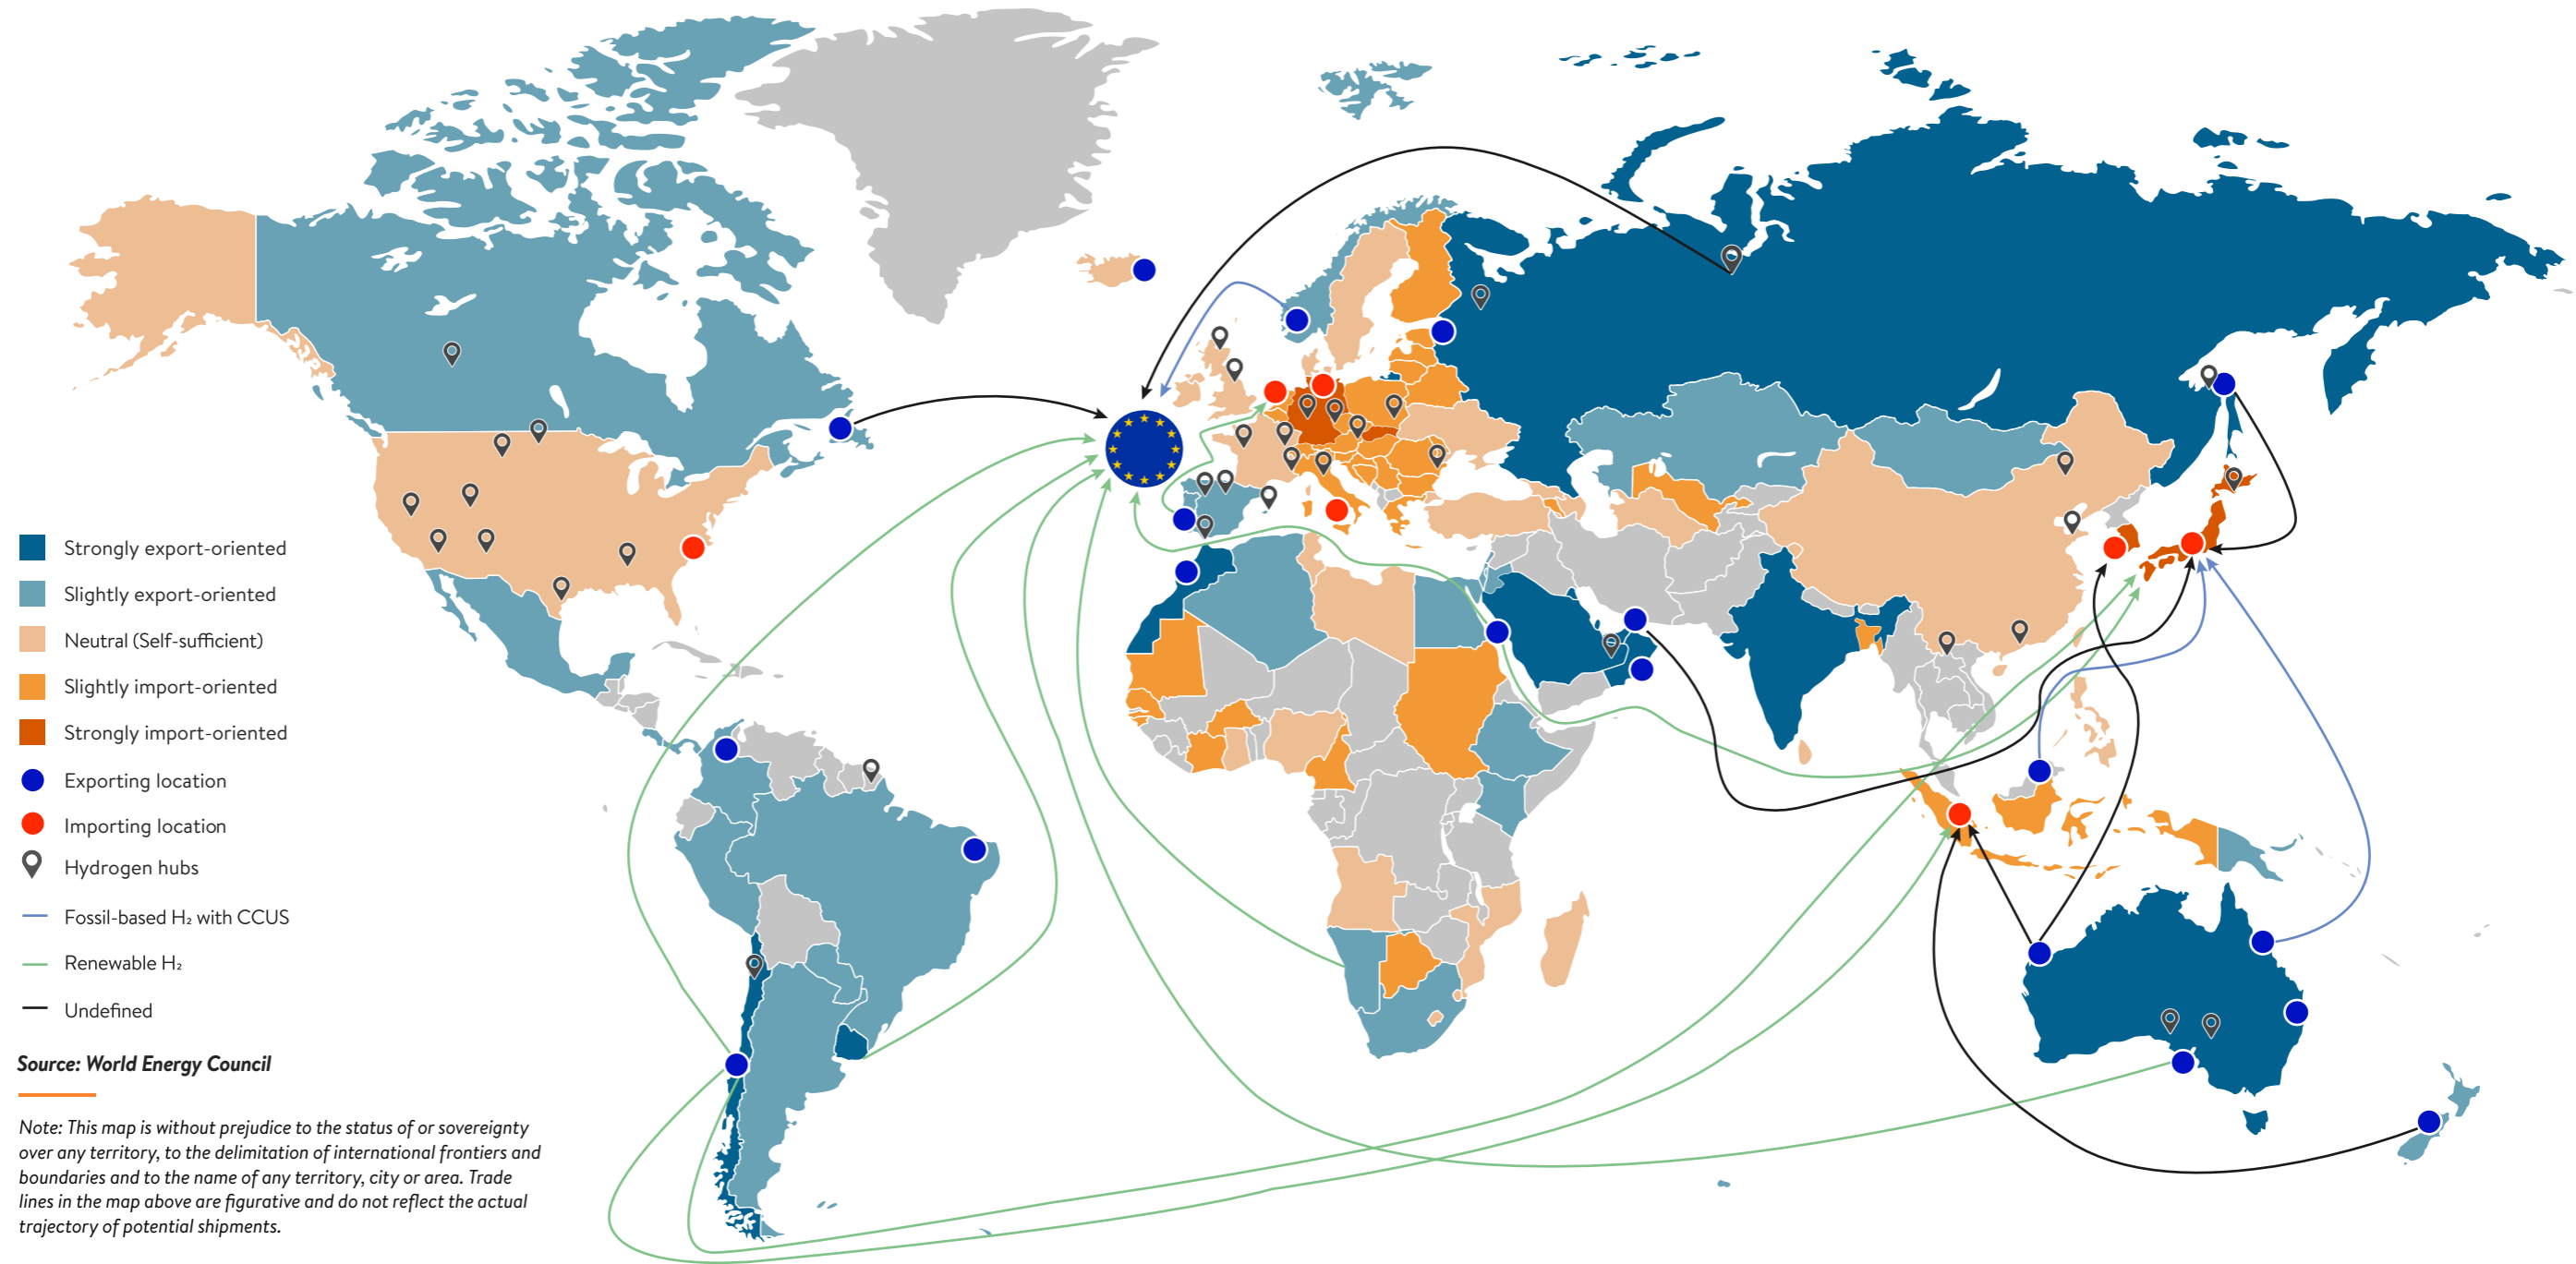 Strongly export-oriented
Slightly export-oriented
Neutral (Self-sufficient)
Slightly import-oriented
Strongly import-oriented
Exporting location
Importing location
Hydrogen hubs
Fossil-based H₂ with CCUS
Renewable H₂
Undefined
Source: World Energy Council
Note: This map is without prejudice to the status of or sovereignty
over any territory, to the delimitation of international frontiers and
boundaries and to the name of any territory, city or area. Trade
lines in the map above are figurative and do not reflect the actual
trajectory of potential shipments.